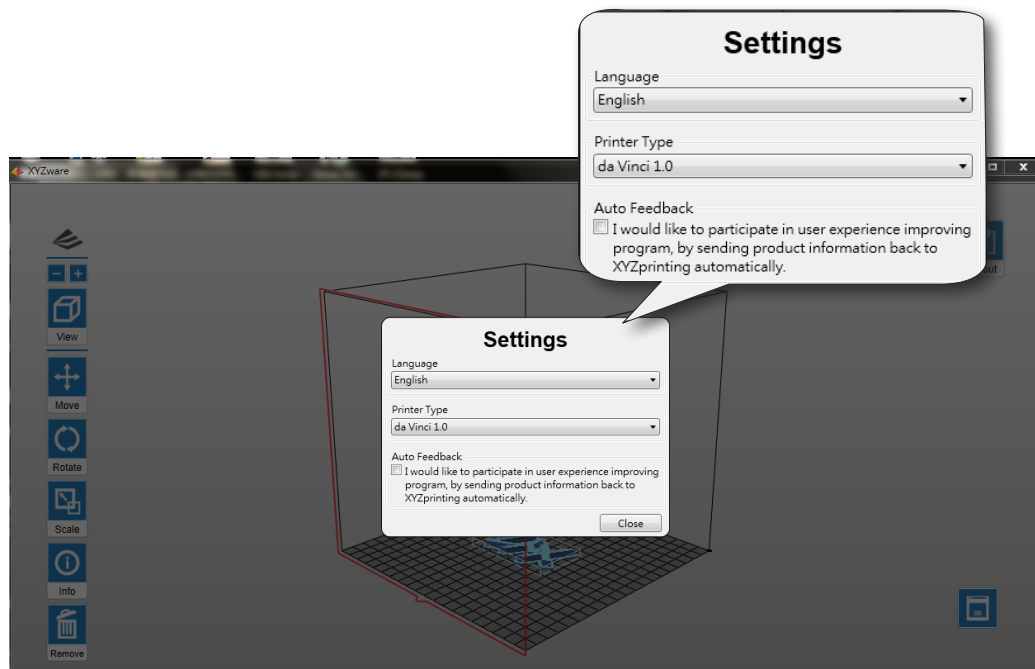 Settings
Language
English
Printer Type
da Vinci 1.0
Auto Feedback
I would like to participate in user experience improving
program, by sending product information back to
XYZprinting automatically.
XYZware
View
Move
Rotate
Scale
Info
Remove
Settings
Language
English
Printer Type
da Vinci 1.0
Auto Feedback
I would like to participate in user experience improving
program, by sending product information back to
XYZprinting automatically.
Close